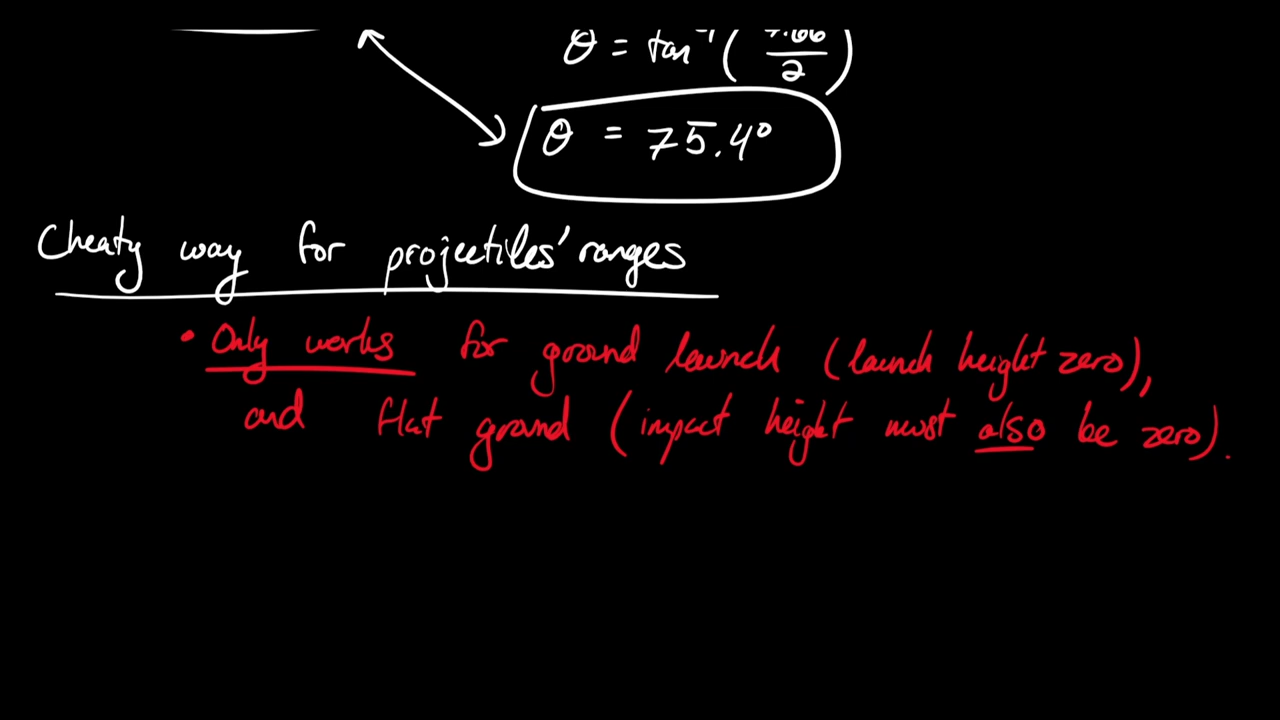 θ = tan⁻¹( /2)
θ = 75.4°
Cheaty way for projectiles' ranges
• Only works for ground launch (launch height zero),
and flat ground (impact height must also be zero).